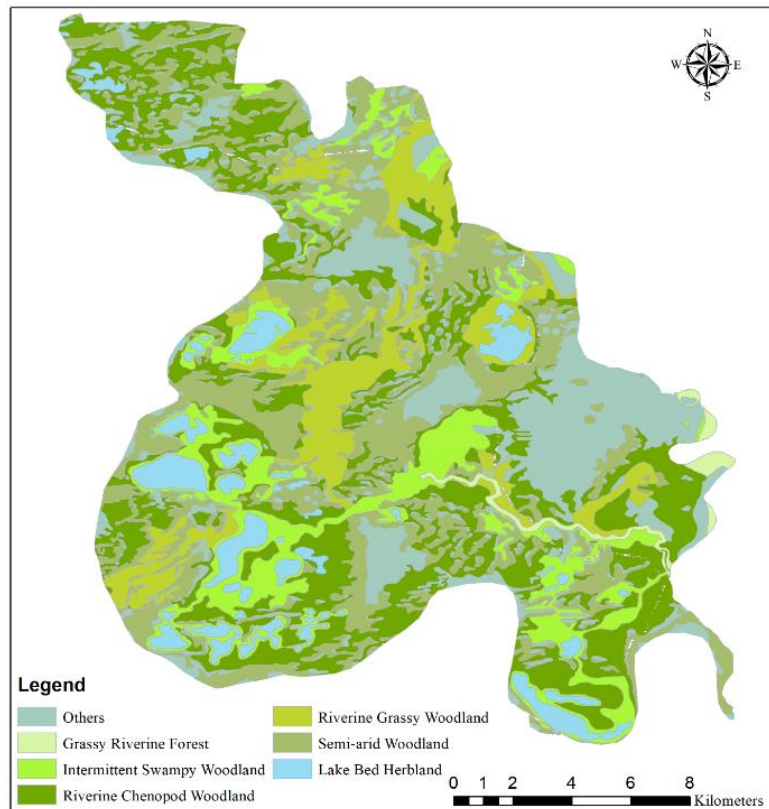 N
W E
S
Legend
Others
Grassy Riverine Forest
Intermittent Swampy Woodland
Riverine Chenopod Woodland
Riverine Grassy Woodland
Semi-arid Woodland
Lake Bed Herbland
0 2 4 6 8
Kilometers